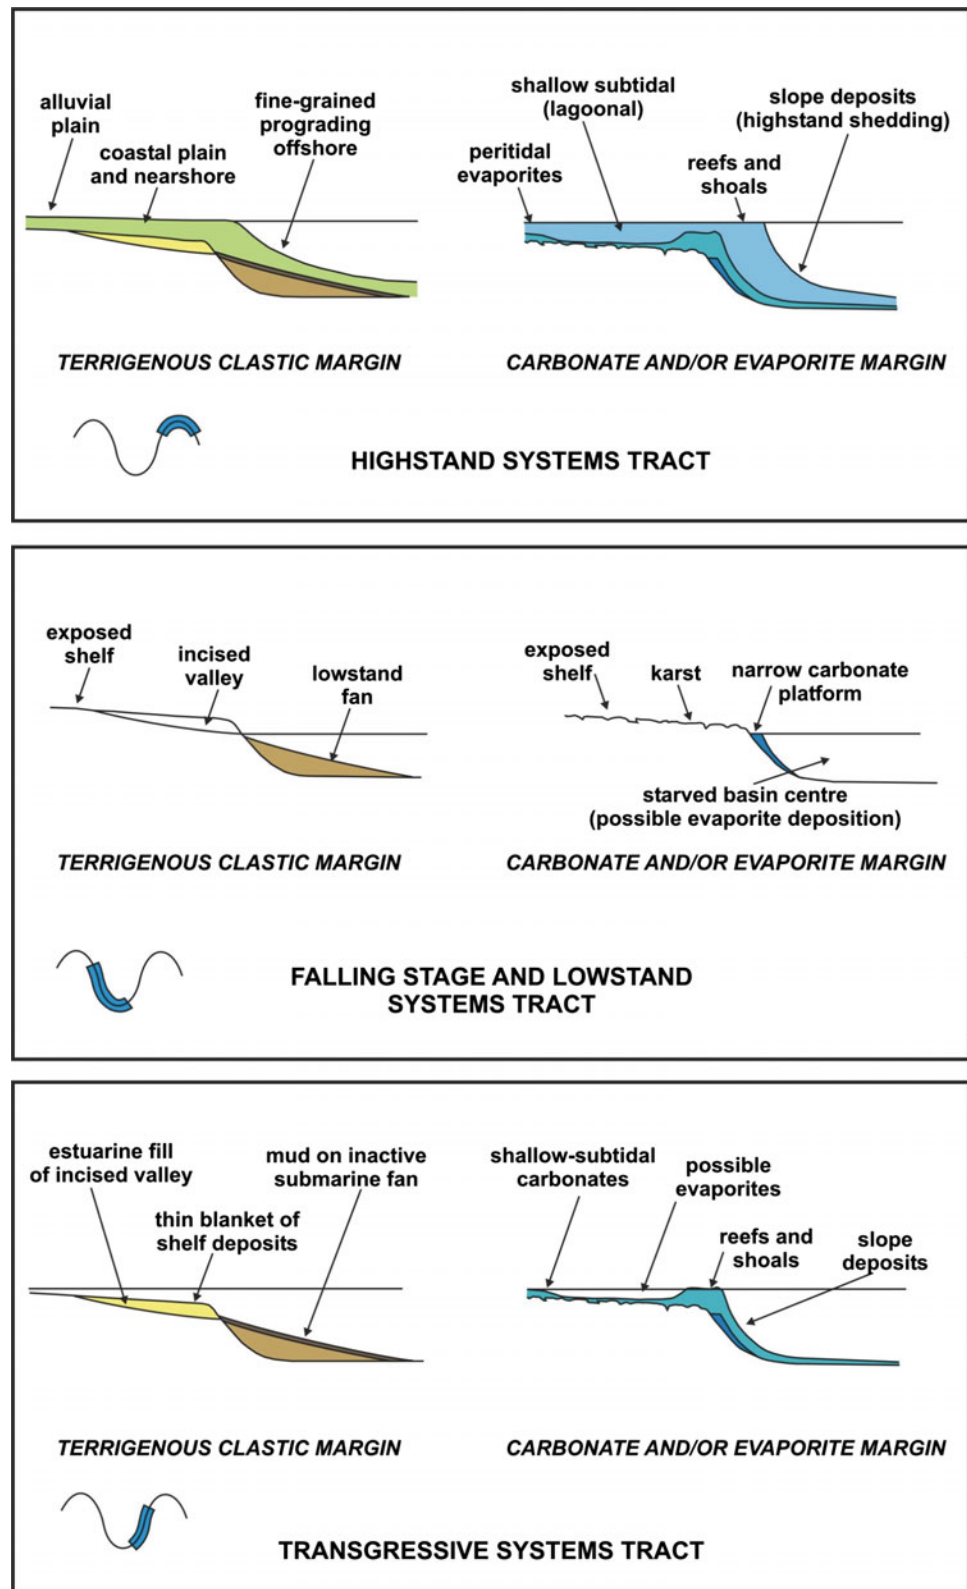 alluvial
plain
coastal plain
and nearshore
fine-grained
prograding
offshore
shallow subtidal
(lagoonal)
slope deposits
(highstand shedding)
peritidal
evaporites
reefs and
shoals
TERRIGENOUS CLASTIC MARGIN
CARBONATE AND/OR EVAPORITE MARGIN
HIGHSTAND SYSTEMS TRACT
exposed
shelf
incised
valley
lowstand
fan
exposed
shelf
karst
narrow carbonate
platform
starved basin centre
(possible evaporite deposition)
TERRIGENOUS CLASTIC MARGIN
CARBONATE AND/OR EVAPORITE MARGIN
FALLING STAGE AND LOWSTAND
SYSTEMS TRACT
estuarine fill
of incised valley
mud on inactive
submarine fan
thin blanket of
shelf deposits
shallow-subtidal
carbonates
possible
evaporites
reefs and
shoals
slope
deposits
TERRIGENOUS CLASTIC MARGIN
CARBONATE AND/OR EVAPORITE MARGIN
TRANSGRESSIVE SYSTEMS TRACT